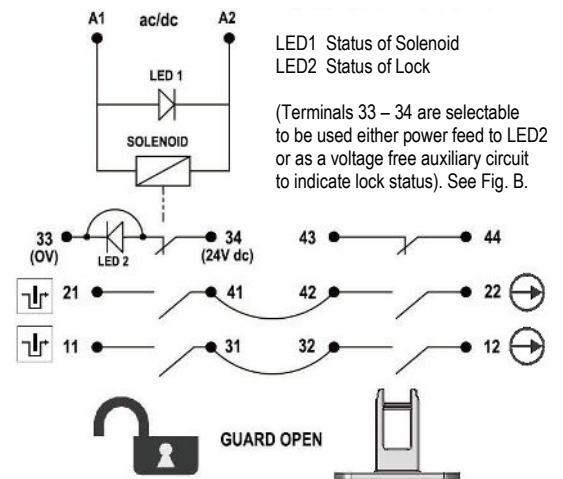 A1 ac/dc A2
LED 1
SOLENOID
LED1 Status of Solenoid
LED2 Status of Lock
(Terminals 33 – 34 are selectable
to be used either power feed to LED2
or as a voltage free auxiliary circuit
to indicate lock status). See Fig. B.
33 34 43 44
(OV) LED 2 (24V dc)
21 41 42 22
11 31 32 12
GUARD OPEN